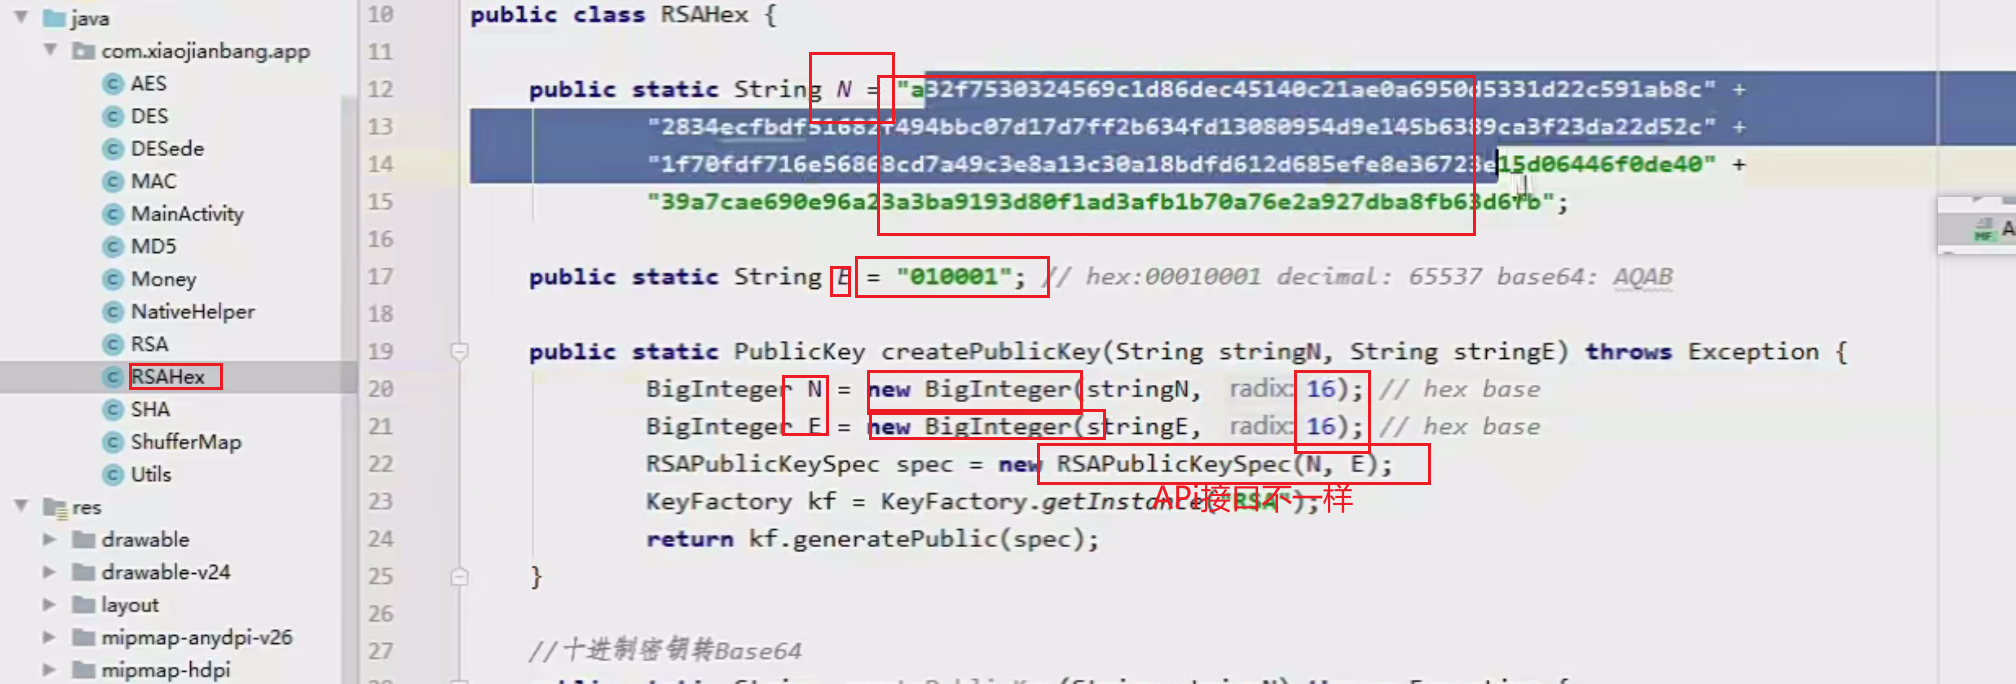 java
com.xiaojianbang.app
AES
DES
DESede
MAC
MainActivity
MD5
Money
NativeHelper
RSA
RSAHex
SHA
ShufferMap
Utils
res
drawable
drawable-v24
layout
mipmap-anydpi-v26
mipmap-hdpi
10 public class RSAHex {
11
12 public static String N = "a32f7530324569c1d86dec45140c21ae0a6950d5331d22c591ab8c" +
13 "2834ecfbdf51682f494bbc07d17d7ff2b634fd13080954d9e145b6389ca3f23da22d52c" +
14 "1f70fdf716e56868cd7a49c3e8a13c30a18bdfd612d685efe8e36723e15d06446f0de40" +
15 "39a7cae690e96a23a3ba9193d80f1ad3afb1b70a76e2a927dba8fb63d6fb";
16
17 public static String E = "010001"; // hex:00010001 decimal: 65537 base64: AQAB
18
19 public static PublicKey createPublicKey(String stringN, String stringE) throws Exception {
20 BigInteger N = new BigInteger(stringN, radix: 16); // hex base
21 BigInteger E = new BigInteger(stringE, radix: 16); // hex base
22 RSAPublicKeySpec spec = new RSAPublicKeySpec(N, E);
23 KeyFactory kf = KeyFactory.getInstance("RSA");
APi接口不一样
24 return kf.generatePublic(spec);
25 }
26
27 //十进制密钥转Base64
MF